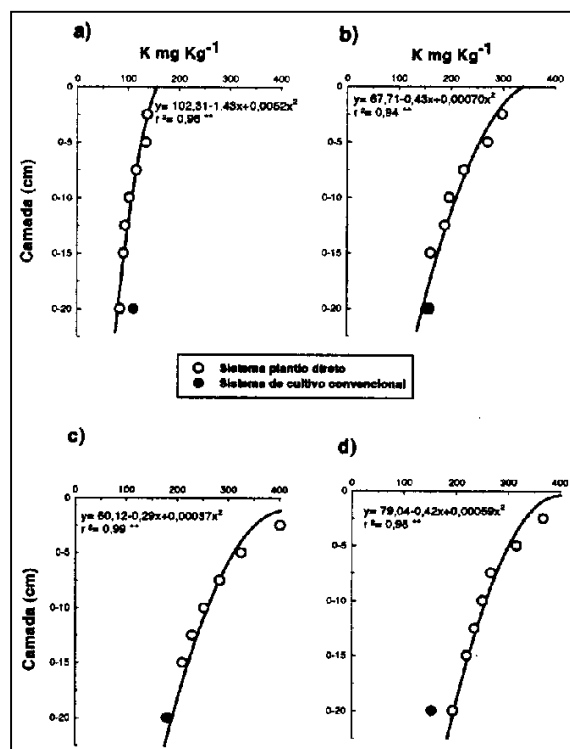 a)
K mg Kg-1
0 100 200 300 400
y= 102,31-1,43x+0,0052x2
r2= 0,96 **
Camada (cm)
0
0-5
0-10
0-15
0-20
b)
K mg Kg-1
0 100 200 300 400
y= 67,71-0,43x+0,00070x2
r2= 0,94 **
0
0-5
0-10
0-15
0-20
Sistema plantio direto
Sistema de cultivo convencional
c)
0 100 200 300 400
y= 60,12-0,29x+0,00037x2
r2= 0,99 **
Camada (cm)
0
0-5
0-10
0-15
0-20
d)
0 100 200 300 400
y= 79,04-0,42x+0,00059x2
r2= 0,98 **
0
0-5
0-10
0-15
0-20